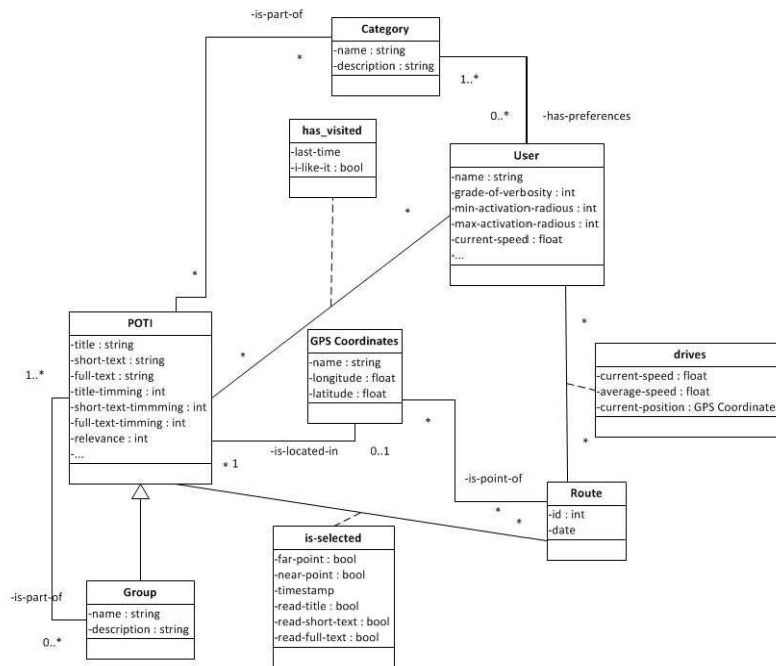 -is-part-of
Category
-name : string
-description : string
*
1..*
0..*
-has-preferences
has_visited
-last-time
-i-like-it : bool
User
-name : string
-grade-of-verbosity : int
-min-activation-radious : int
-max-activation-radious : int
-current-speed : float
-...
*
*
POTI
-title : string
-short-text : string
-full-text : string
-title-timming : int
-short-text-timmming : int
-full-text-timming : int
-relevance : int
-...
1..*
GPS Coordinates
-name : string
-longitude : float
-latitude : float
*
*
drives
-current-speed : float
-average-speed : float
-current-position : GPS Coordinate
*
*
-is-located-in
0..1
* 1
-is-point-of
Route
-id : int
-date
*
*
is-selected
-far-point : bool
-near-point : bool
-timestamp
-read-title : bool
-read-short-text : bool
-read-full-text : bool
Group
-name : string
-description : string
-is-part-of
0..*